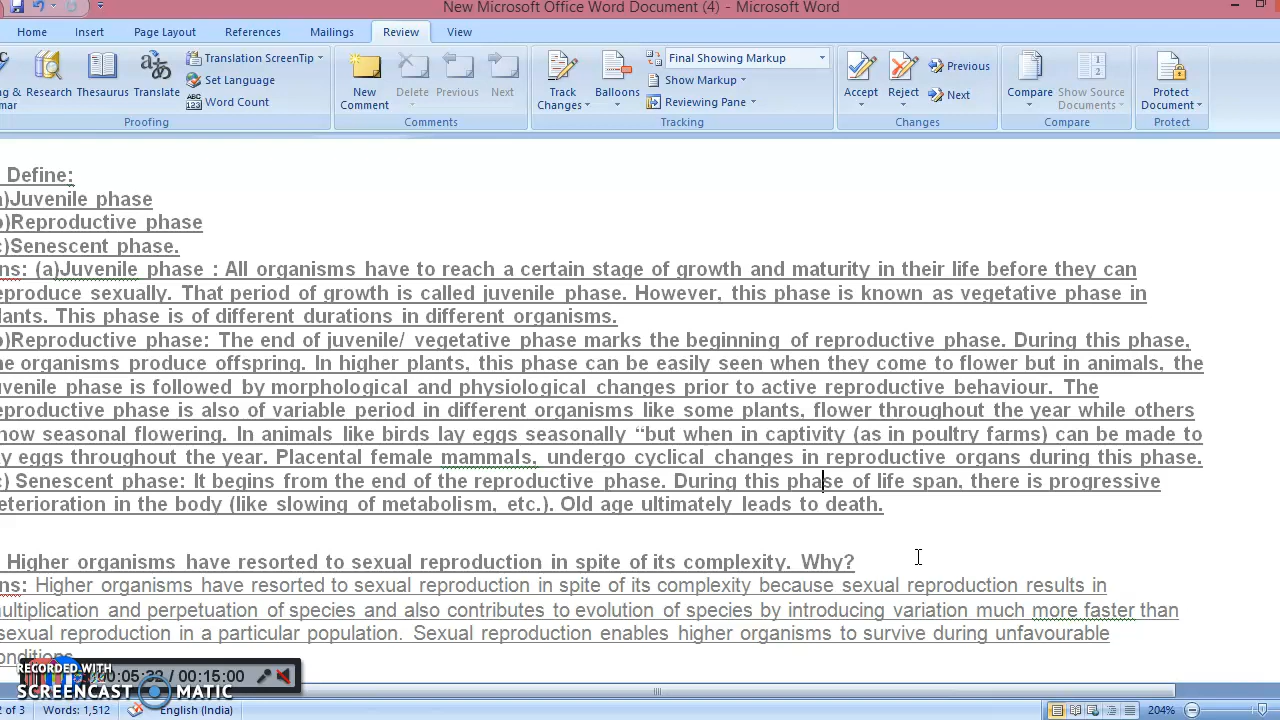 New Microsoft Office Word Document (4) - Microsoft Word
Home Insert Page Layout References Mailings Review View
Research Thesaurus Translate Translation ScreenTip Set Language Word Count
New Comment Delete Previous Next
Track Changes Balloons Final Showing Markup Show Markup Reviewing Pane
Accept Reject Previous Next
Compare Show Source Documents Protect Document
Proofing Comments Tracking Changes Compare Protect
Define:
)Juvenile phase
)Reproductive phase
)Senescent phase.
ns: (a)Juvenile phase : All organisms have to reach a certain stage of growth and maturity in their life before they can
eproduce sexually. That period of growth is called juvenile phase. However, this phase is known as vegetative phase in
lants. This phase is of different durations in different organisms.
)Reproductive phase: The end of juvenile/ vegetative phase marks the beginning of reproductive phase. During this phase,
he organisms produce offspring. In higher plants, this phase can be easily seen when they come to flower but in animals, the
uvenile phase is followed by morphological and physiological changes prior to active reproductive behaviour. The
eproductive phase is also of variable period in different organisms like some plants, flower throughout the year while others
how seasonal flowering. In animals like birds lay eggs seasonally “but when in captivity (as in poultry farms) can be made to
y eggs throughout the year. Placental female mammals, undergo cyclical changes in reproductive organs during this phase.
) Senescent phase: It begins from the end of the reproductive phase. During this phase of life span, there is progressive
eterioration in the body (like slowing of metabolism, etc.). Old age ultimately leads to death.
Higher organisms have resorted to sexual reproduction in spite of its complexity. Why?
ns: Higher organisms have resorted to sexual reproduction in spite of its complexity because sexual reproduction results in
ultiplication and perpetuation of species and also contributes to evolution of species by introducing variation much more faster than
sexual reproduction in a particular population. Sexual reproduction enables higher organisms to survive during unfavourable
onditions.
RECORDED WITH
SCREENCAST MATIC
00:05:32 / 00:15:00
2 of 3 Words: 1,512 English (India) 204%